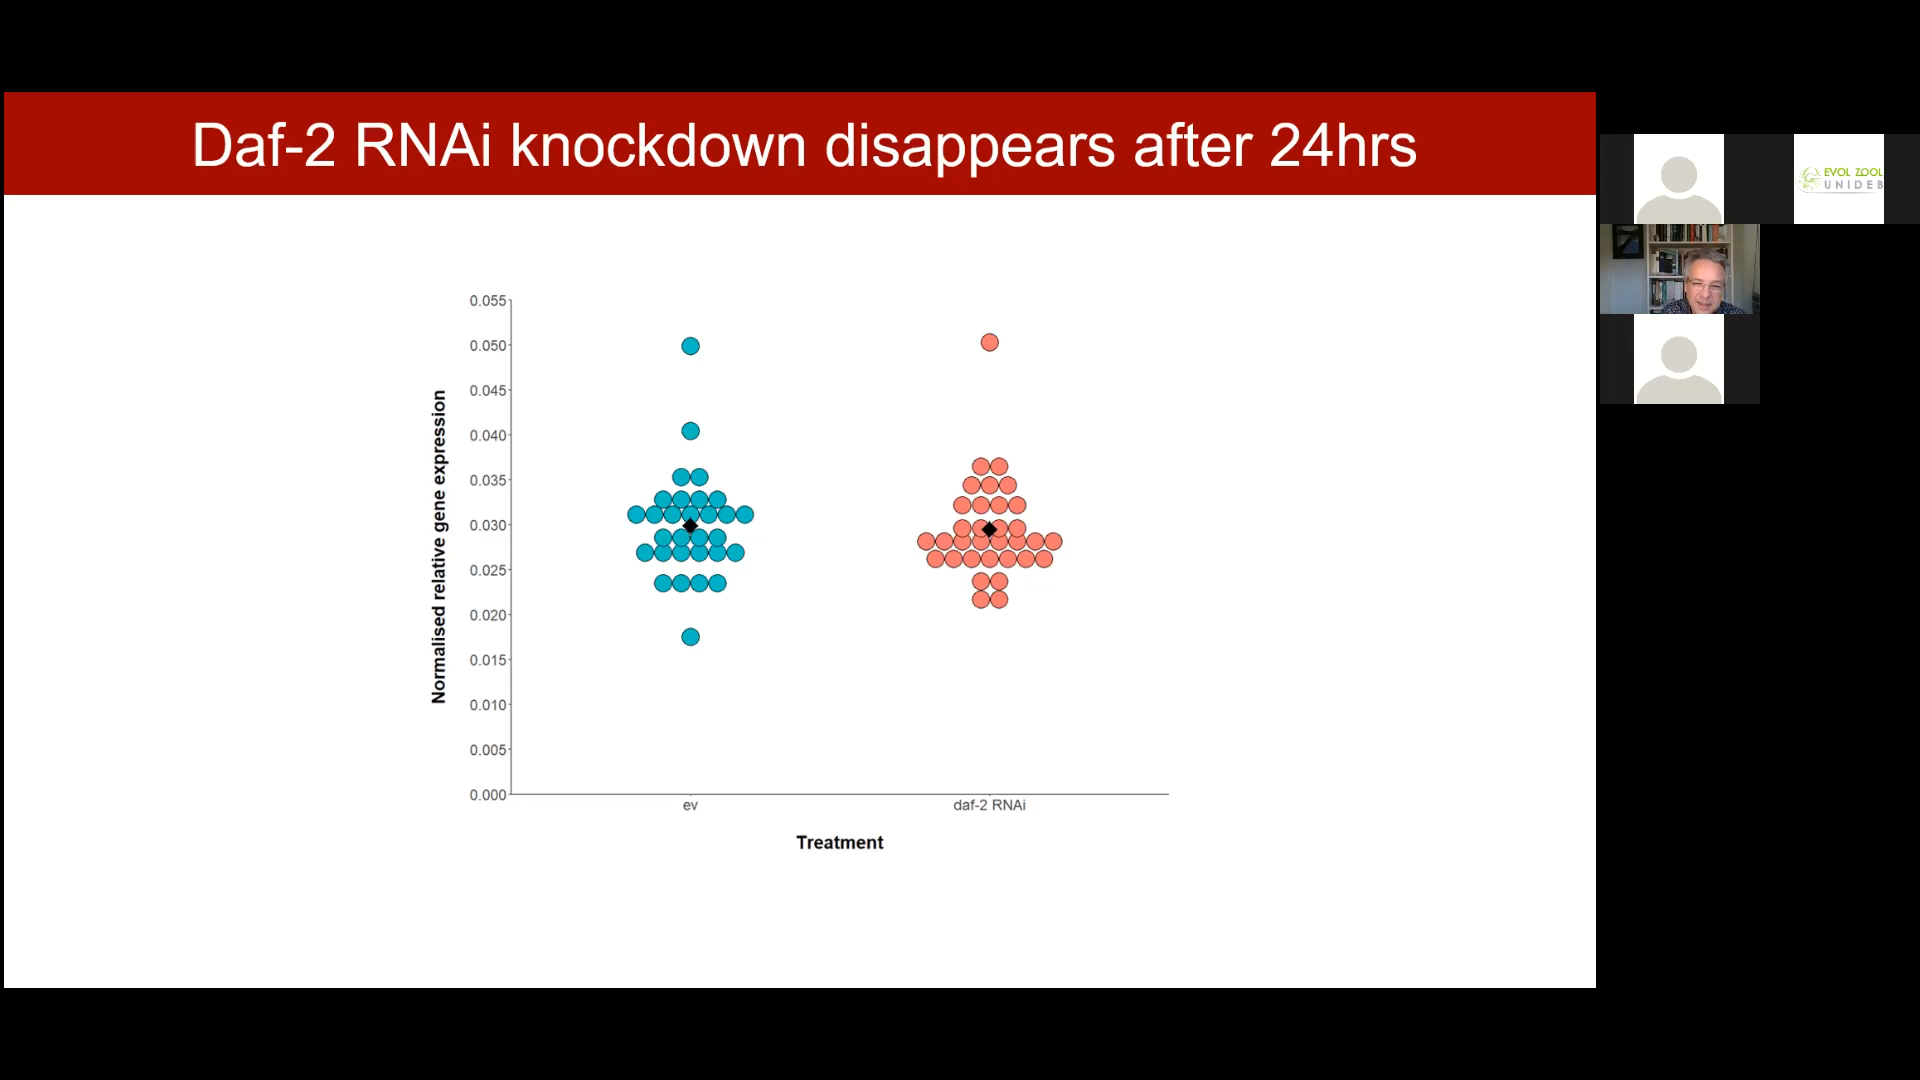 Daf-2 RNAi knockdown disappears after 24hrs
EVOL ZOOL
UNIDEB
Normalised relative gene expression
0.055
0.050
0.045
0.040
0.035
0.030
0.025
0.020
0.015
0.010
0.005
0.000
ev
daf-2 RNAi
Treatment